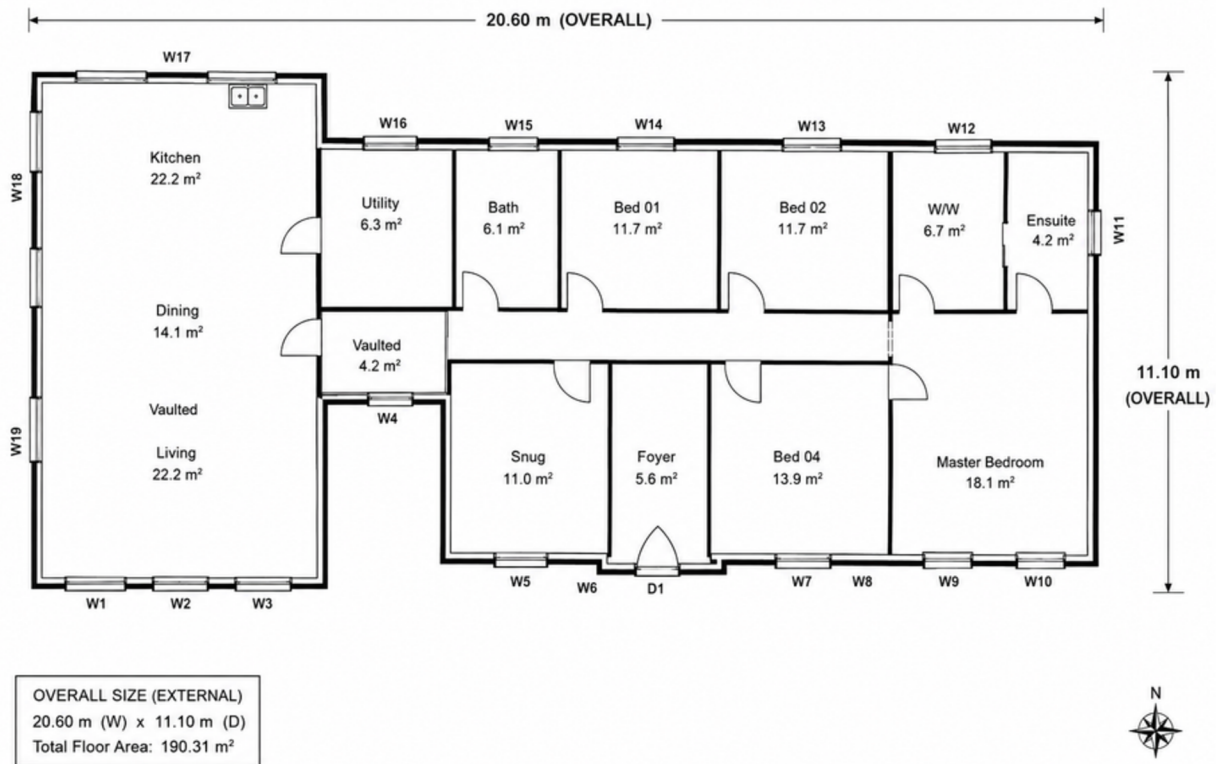 20.60 m (OVERALL)
W17
W16
W15
W14
W13
W12
Kitchen
22.2 m²
W18
Utility
6.3 m²
Bath
6.1 m²
Bed 01
11.7 m²
Bed 02
11.7 m²
W/W
6.7 m²
Ensuite
4.2 m²
W11
Dining
14.1 m²
Vaulted
4.2 m²
11.10 m
(OVERALL)
Vaulted
W4
W19
Living
22.2 m²
Snug
11.0 m²
Foyer
5.6 m²
Bed 04
13.9 m²
Master Bedroom
18.1 m²
W1
W2
W3
W5
W6
D1
W7
W8
W9
W10
OVERALL SIZE (EXTERNAL)
20.60 m (W) x 11.10 m (D)
Total Floor Area: 190.31 m²
N